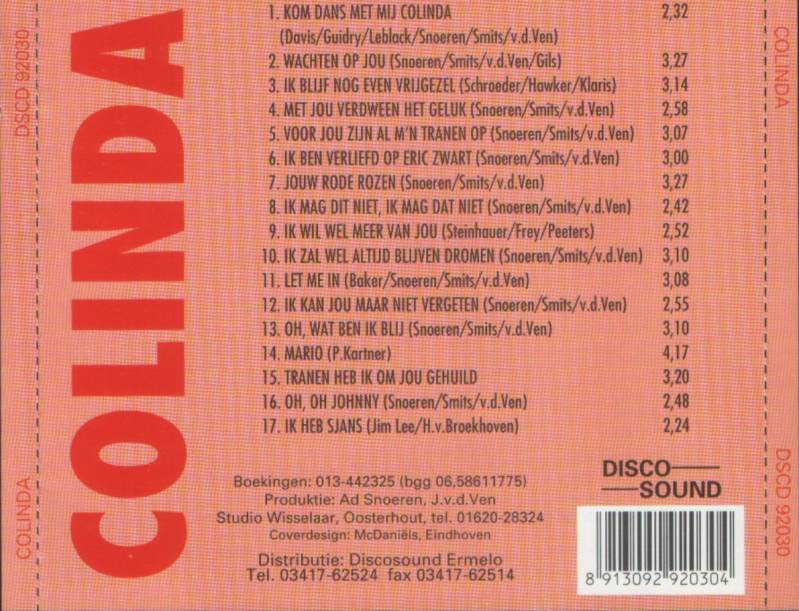 DSCD 92030
COLINDA
COLINDA
1. KOM DANS MET MIJ COLINDA 2,32
(Davis/Guidry/Leblack/Snoeren/Smits/v.d.Ven)
2. WACHTEN OP JOU (Snoeren/Smits/v.d.Ven/Gils) 3,27
3. IK BLIJF NOG EVEN VRIJGEZEL (Schroeder/Hawker/Klaris) 3,14
4. MET JOU VERDWEEN HET GELUK (Snoeren/Smits/v.d.Ven) 2,58
5. VOOR JOU ZIJN AL M'N TRANEN OP (Snoeren/Smits/v.d.Ven) 3,07
6. IK BEN VERLIEFD OP ERIC ZWART (Snoeren/Smits/v.d.Ven) 3,00
7. JOUW RODE ROZEN (Snoeren/Smits/v.d.Ven) 3,27
8. IK MAG DIT NIET, IK MAG DAT NIET (Snoeren/Smits/v.d.Ven) 2,42
9. IK WIL WEL MEER VAN JOU (Steinhauer/Frey/Peeters) 2,52
10. IK ZAL WEL ALTIJD BLIJVEN DROMEN (Snoeren/Smits/v.d.Ven) 3,10
11. LET ME IN (Baker/Snoeren/Smits/v.d.Ven) 3,08
12. IK KAN JOU MAAR NIET VERGETEN (Snoeren/Smits/v.d.Ven) 2,55
13. OH, WAT BEN IK BLIJ (Snoeren/Smits/v.d.Ven) 3,10
14. MARIO (P.Kartner) 4,17
15. TRANEN HEB IK OM JOU GEHUILD 3,20
16. OH, OH JOHNNY (Snoeren/Smits/v.d.Ven) 2,48
17. IK HEB SJANS (Jim Lee/H.v.Broekhoven) 2,24
Boekingen: 013-442325 (bgg 06,58611775)
Produktie: Ad Snoeren, J.v.d.Ven
Studio Wisselaar, Oosterhout, tel. 01620-28324
Coverdesign: McDaniëls, Eindhoven
Distributie: Discosound Ermelo
Tel. 03417-62524 fax 03417-62514
DISCO
SOUND
8 913092 920304
COLINDA
DSCD 92030